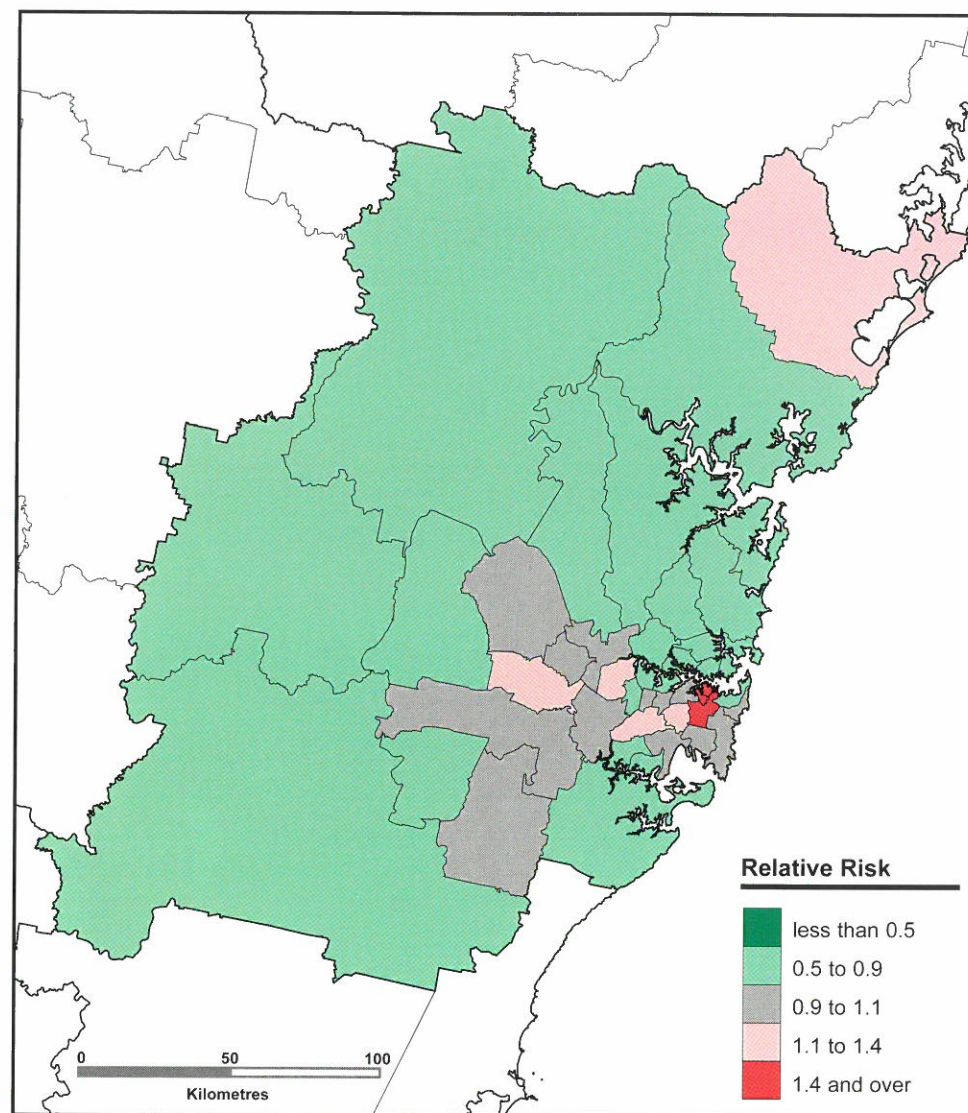 Relative Risk
less than 0.5
0.5 to 0.9
0.9 to 1.1
1.1 to 1.4
1.4 and over
0 50 100
Kilometres